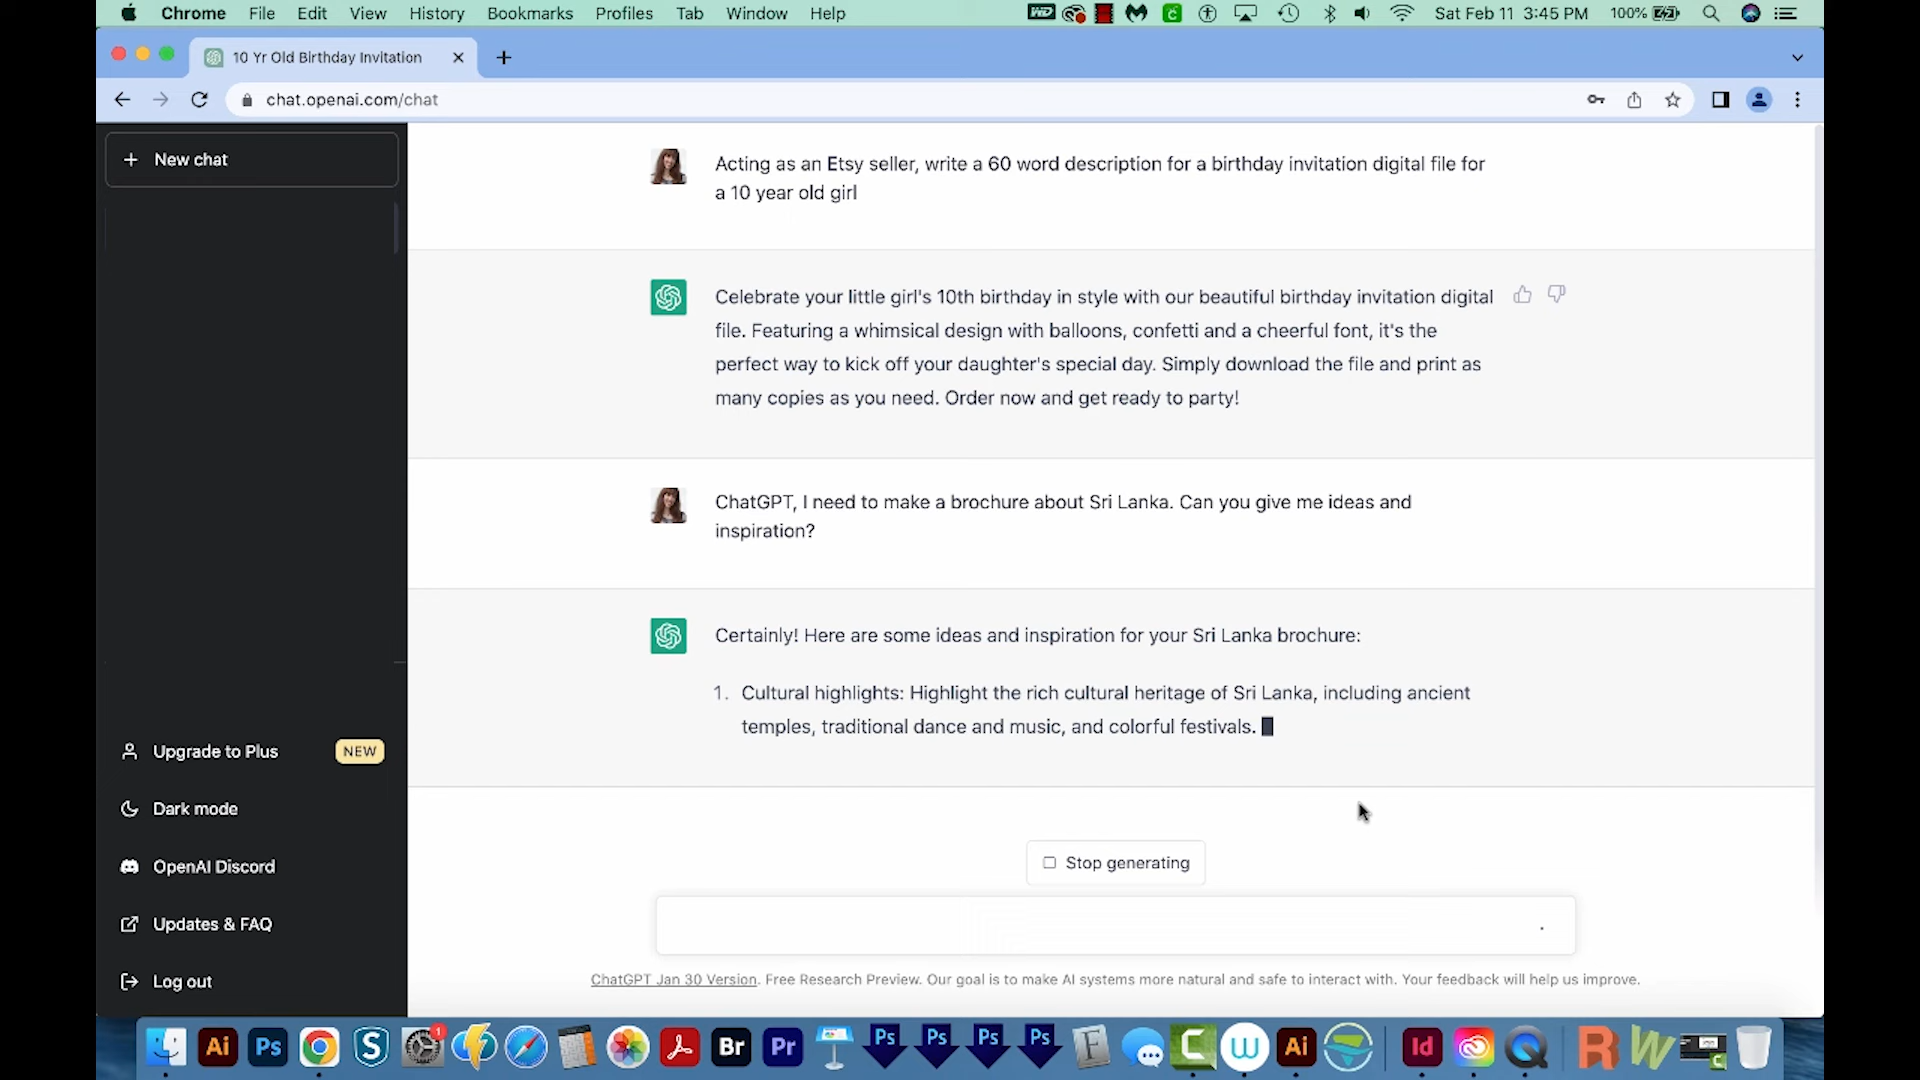 Chrome File Edit View History Bookmarks Profiles Tab Window Help Sat Feb 11 3:45 PM 100%
10 Yr Old Birthday Invitation
chat.openai.com/chat
New chat
Acting as an Etsy seller, write a 60 word description for a birthday invitation digital file for
a 10 year old girl
Celebrate your little girl's 10th birthday in style with our beautiful birthday invitation digital
file. Featuring a whimsical design with balloons, confetti and a cheerful font, it's the
perfect way to kick off your daughter's special day. Simply download the file and print as
many copies as you need. Order now and get ready to party!
ChatGPT, I need to make a brochure about Sri Lanka. Can you give me ideas and
inspiration?
Certainly! Here are some ideas and inspiration for your Sri Lanka brochure:
1. Cultural highlights: Highlight the rich cultural heritage of Sri Lanka, including ancient
temples, traditional dance and music, and colorful festivals.
Upgrade to Plus NEW
Dark mode
OpenAI Discord
Updates & FAQ
Log out
Stop generating
ChatGPT Jan 30 Version. Free Research Preview. Our goal is to make AI systems more natural and safe to interact with. Your feedback will help us improve.
Ai Ps S 1 Br Pr Ps Ps Ps Ps F C W Ai Id R W